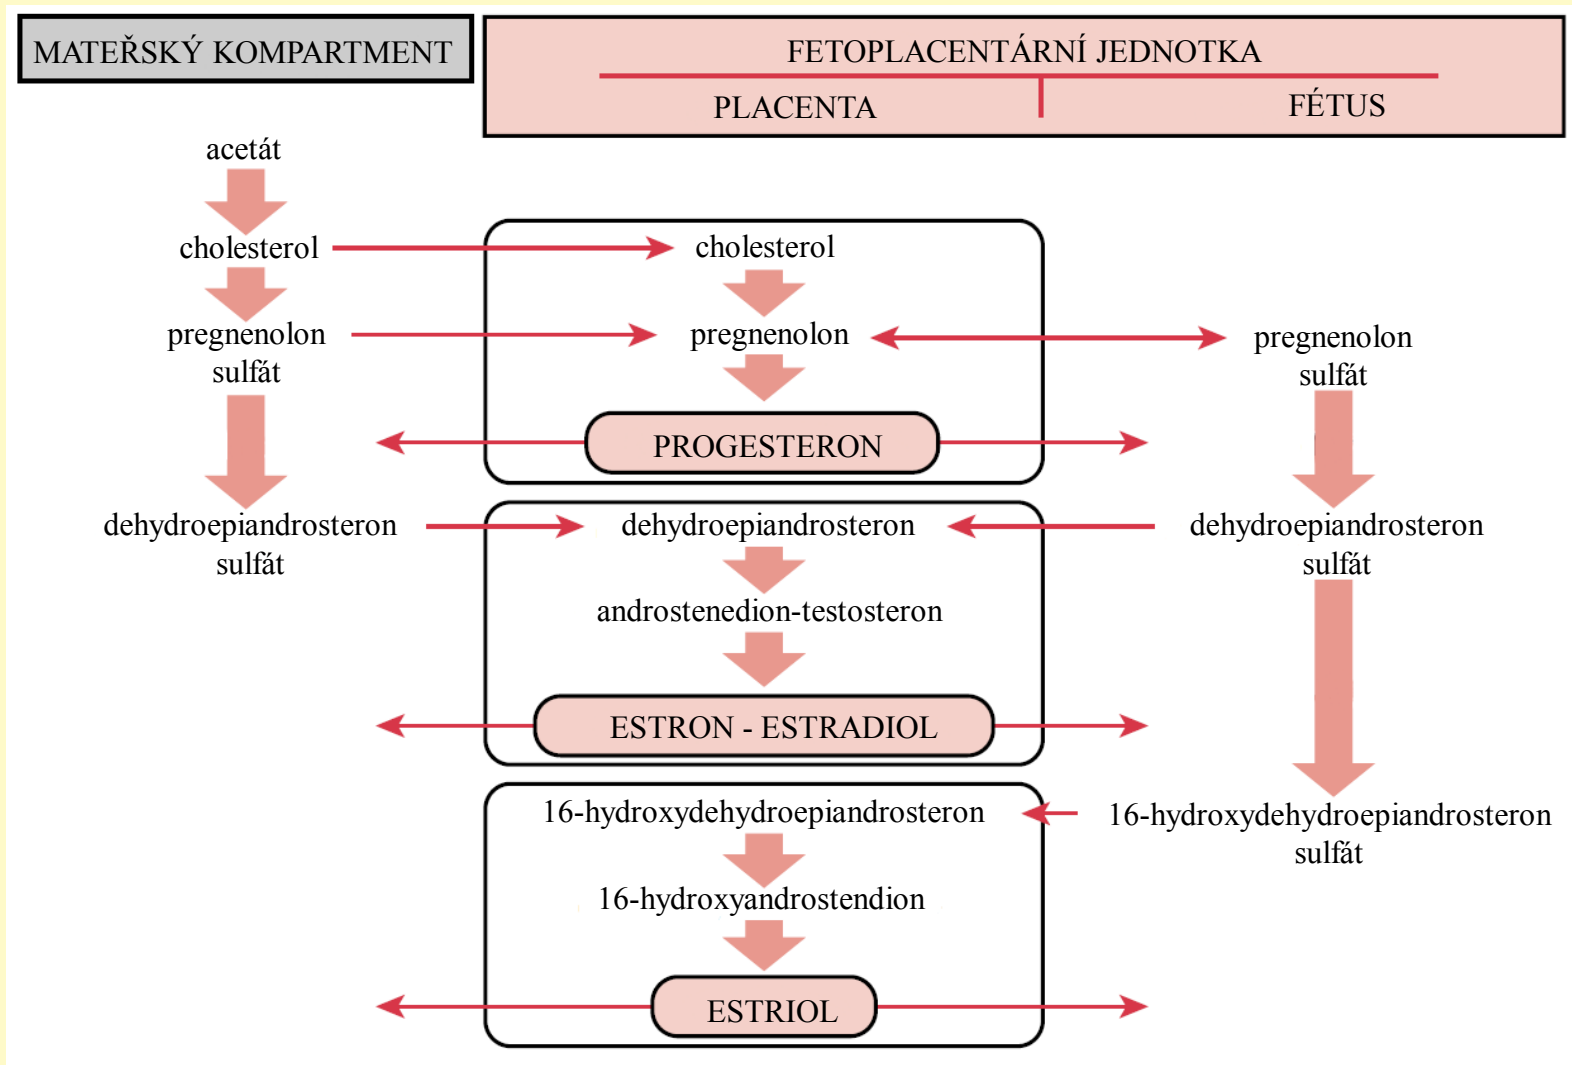 MATEŘSKÝ KOMPARTMENT
FETOPLACENTÁRNÍ JEDNOTKA
PLACENTA
FÉTUS
acetát
cholesterol
pregnenolon
sulfát
dehydroepiandrosteron
sulfát
cholesterol
pregnenolon
PROGESTERON
dehydroepiandrosteron
androstenedion-testosteron
ESTRON - ESTRADIOL
16-hydroxydehydroepiandrosteron
16-hydroxyandrostendion
ESTRIOL
pregnenolon
sulfát
dehydroepiandrosteron
sulfát
16-hydroxydehydroepiandrosteron
sulfát